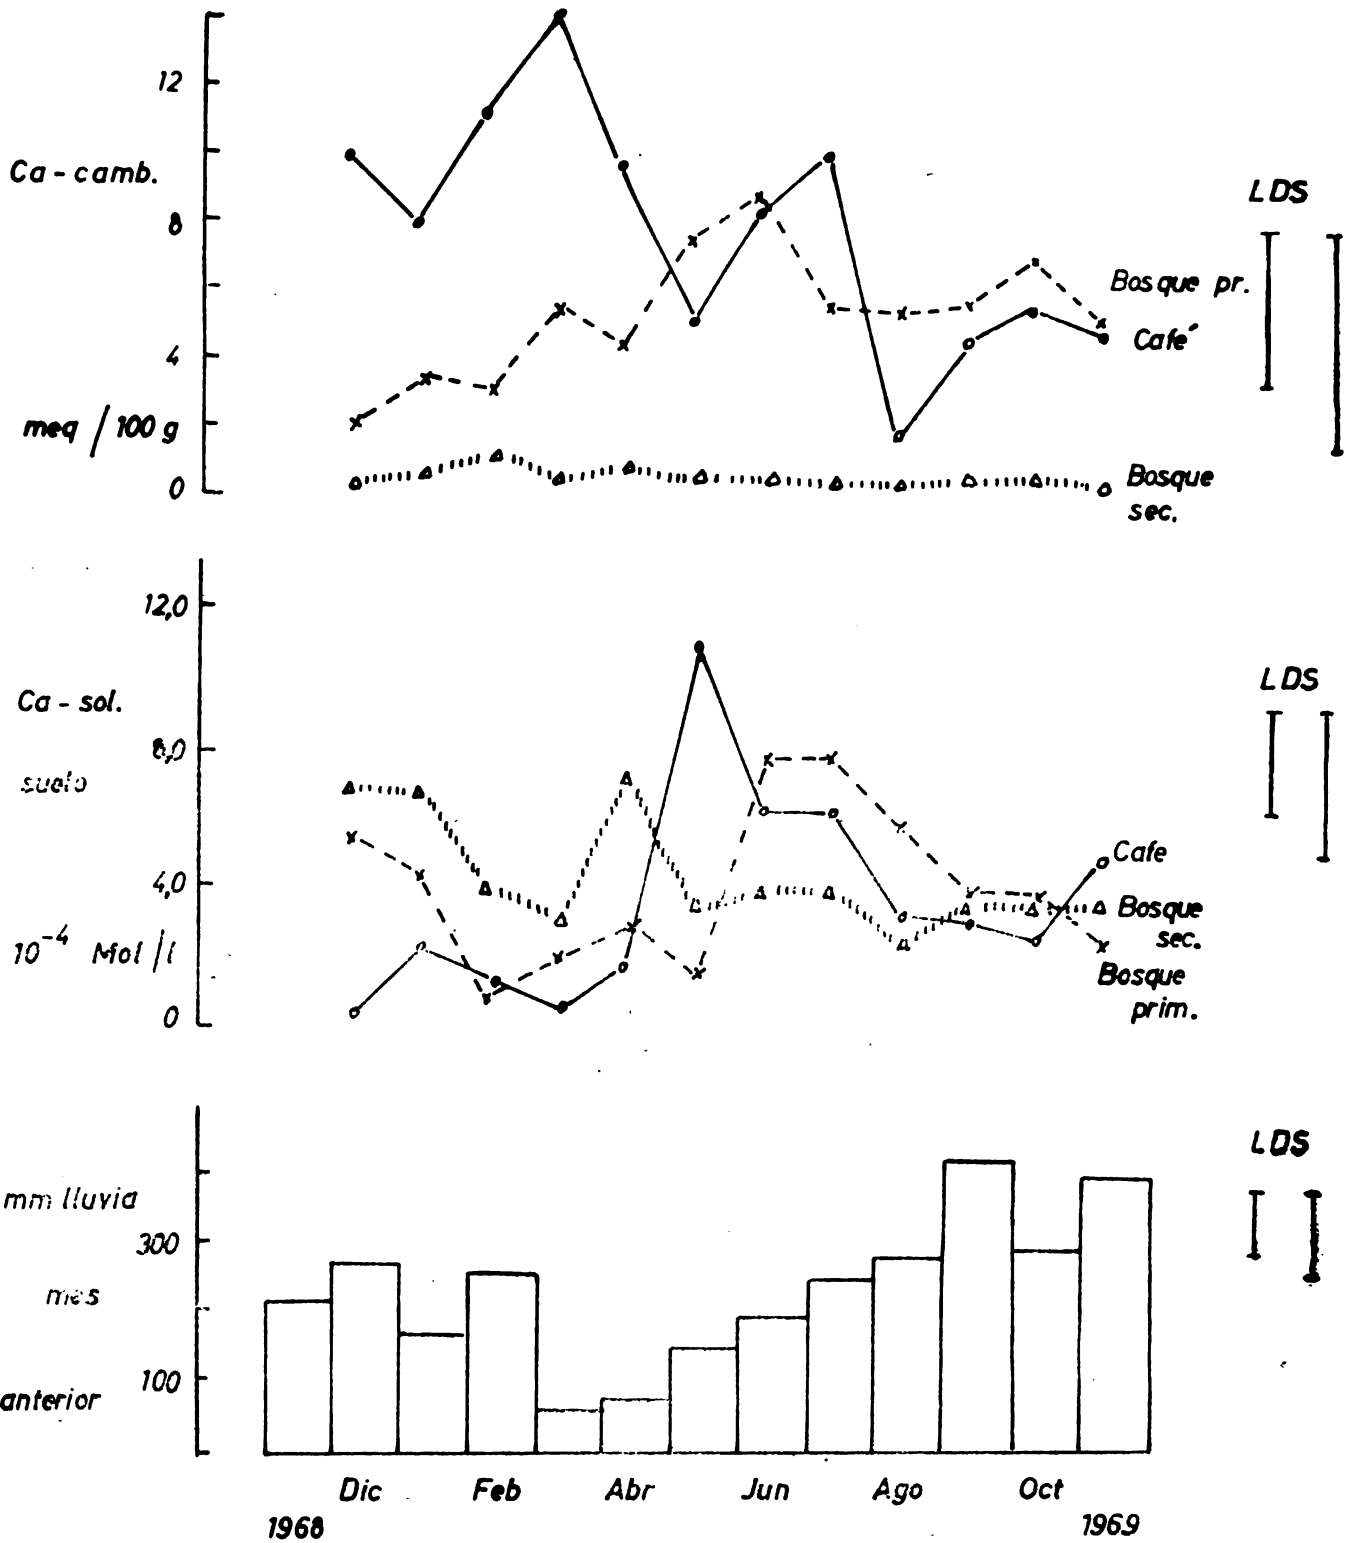 12
Ca - camb.
LDS
8
Bosque pr.
Café
4
meq / 100 g
0
Bosque
sec.
12,0
LDS
Ca - sol.
8,0
suelo
Cafe
4,0
Bosque
sec.
10⁻⁴ Mol / l
Bosque
prim.
0
LDS
mm lluvia
300
mes
100
anterior
Dic Feb Abr Jun Ago Oct
1968 1969